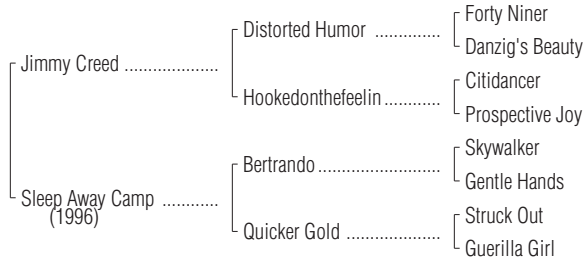 Forty Niner
Distorted Humor ..............
Danzig's Beauty
Jimmy Creed ....................
Citidancer
Hookedonthefeelin ............
Prospective Joy
Skywalker
Bertrando ..........................
Gentle Hands
Sleep Away Camp ............
(1996)
Struck Out
Quicker Gold ....................
Guerilla Girl